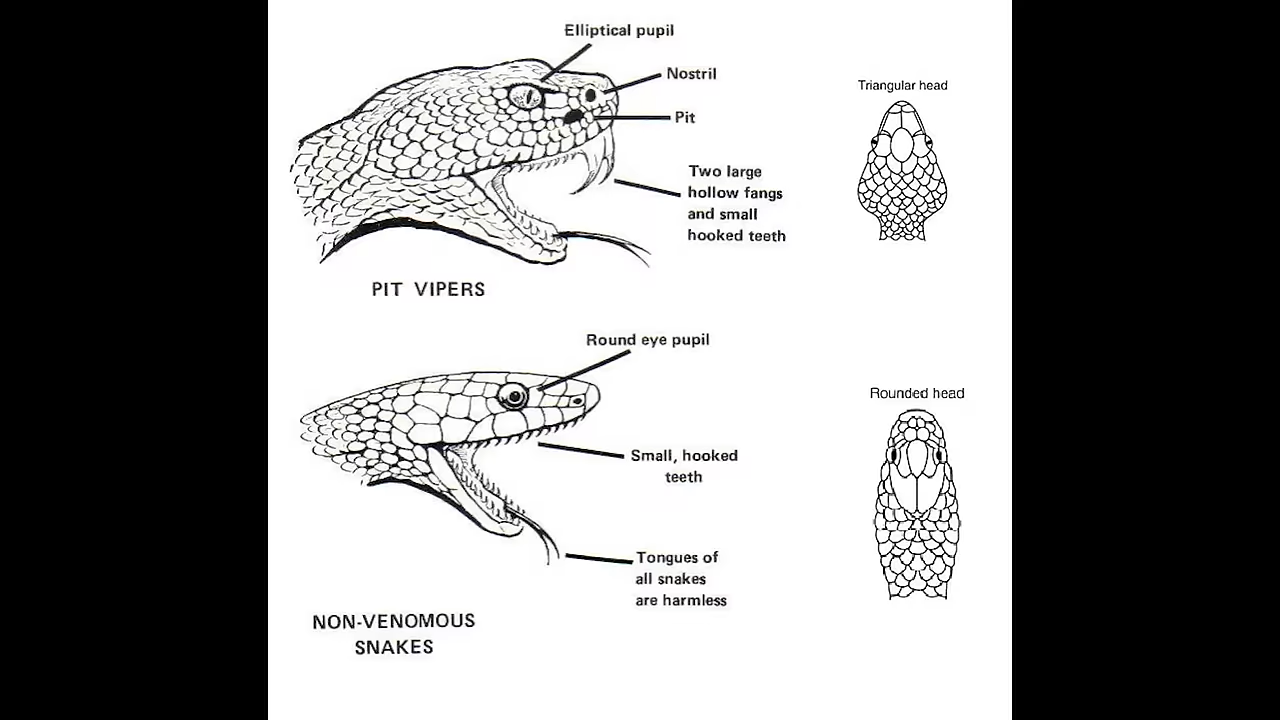 Elliptical pupil
Nostril
Pit
Two large
hollow fangs
and small
hooked teeth
Triangular head
PIT VIPERS
Round eye pupil
Small, hooked
teeth
Tongues of
all snakes
are harmless
Rounded head
NON-VENOMOUS
SNAKES